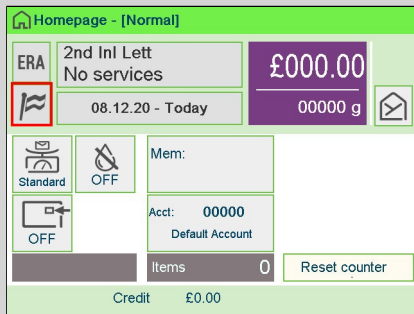 Homepage - [Normal]
ERA
2nd Inl Lett
No services
£000.00
08.12.20 - Today
00000 g
Standard
OFF
Mem:
OFF
Acct: 00000
Default Account
Items 0
Reset counter
Credit £0.00